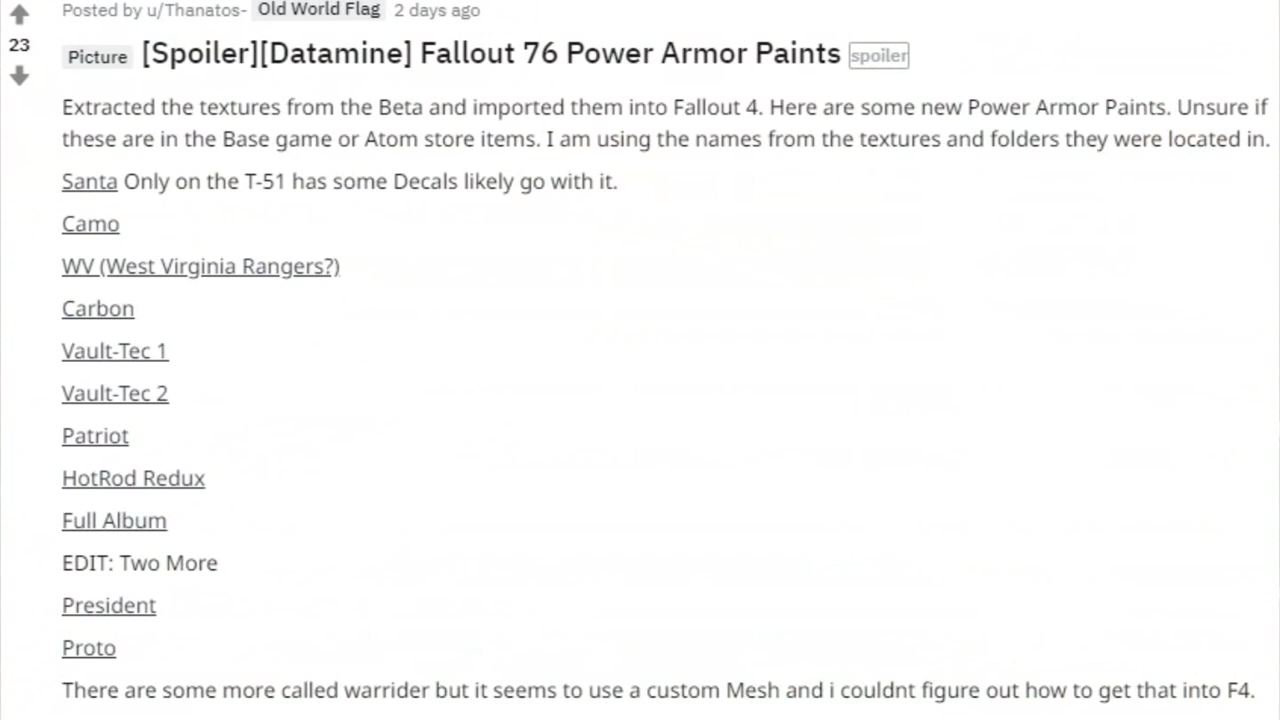 Posted by u/Thanatos- Old World Flag 2 days ago
23
Picture [Spoiler][Datamine] Fallout 76 Power Armor Paints spoiler
Extracted the textures from the Beta and imported them into Fallout 4. Here are some new Power Armor Paints. Unsure if
these are in the Base game or Atom store items. I am using the names from the textures and folders they were located in.
Santa Only on the T-51 has some Decals likely go with it.
Camo
WV (West Virginia Rangers?)
Carbon
Vault-Tec 1
Vault-Tec 2
Patriot
HotRod Redux
Full Album
EDIT: Two More
President
Proto
There are some more called warrider but it seems to use a custom Mesh and i couldnt figure out how to get that into F4.